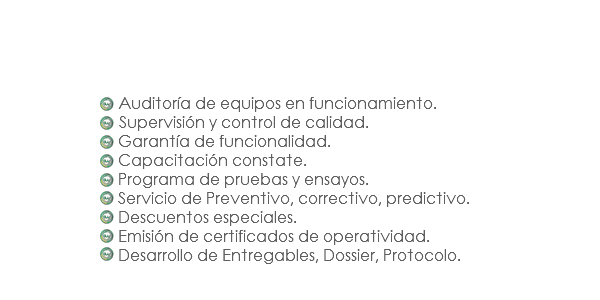 Auditoría de equipos en funcionamiento.
Supervisión y control de calidad.
Garantía de funcionalidad.
Capacitación constate.
Programa de pruebas y ensayos.
Servicio de Preventivo, correctivo, predictivo.
Descuentos especiales.
Emisión de certificados de operatividad.
Desarrollo de Entregables, Dossier, Protocolo.